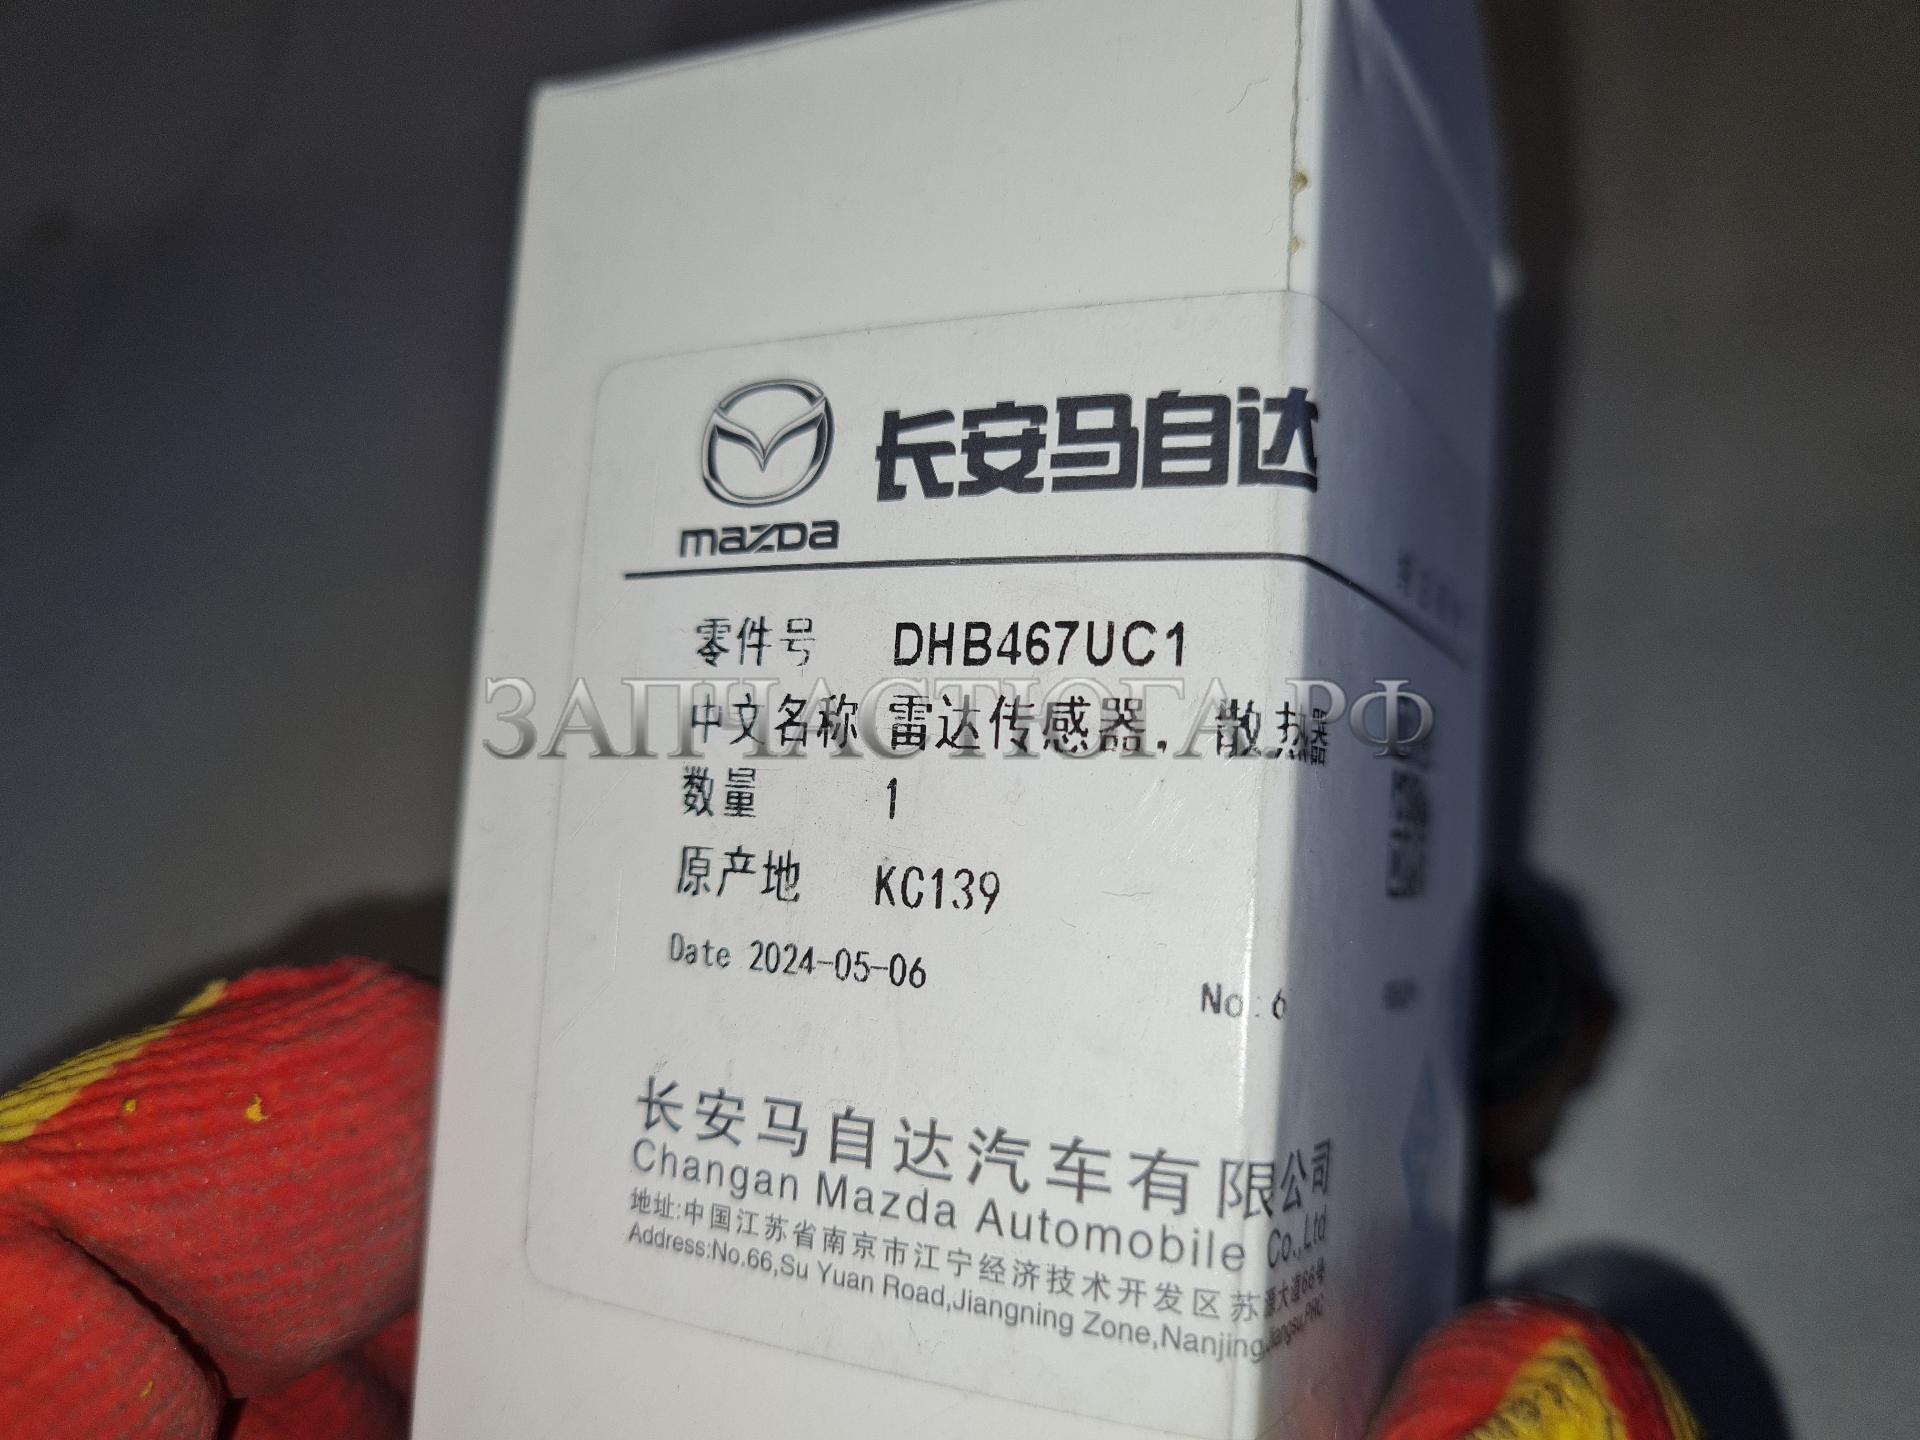 长安马自达
mazda
零件号 DHB467UC1
ЗАПЧАСТЮГА.РФ
中文名称 雷达传感器，散热器
数量 1
原产地 KC139
Date 2024-05-06
No: 6
长安马自达汽车有限公司
Changan Mazda Automobile Co.,Ltd
地址:中国江苏省南京市江宁经济技术开发区苏源大道66号
Address:No.66,Su Yuan Road,Jiangning Zone,Nanjing,Jiangsu,PRC